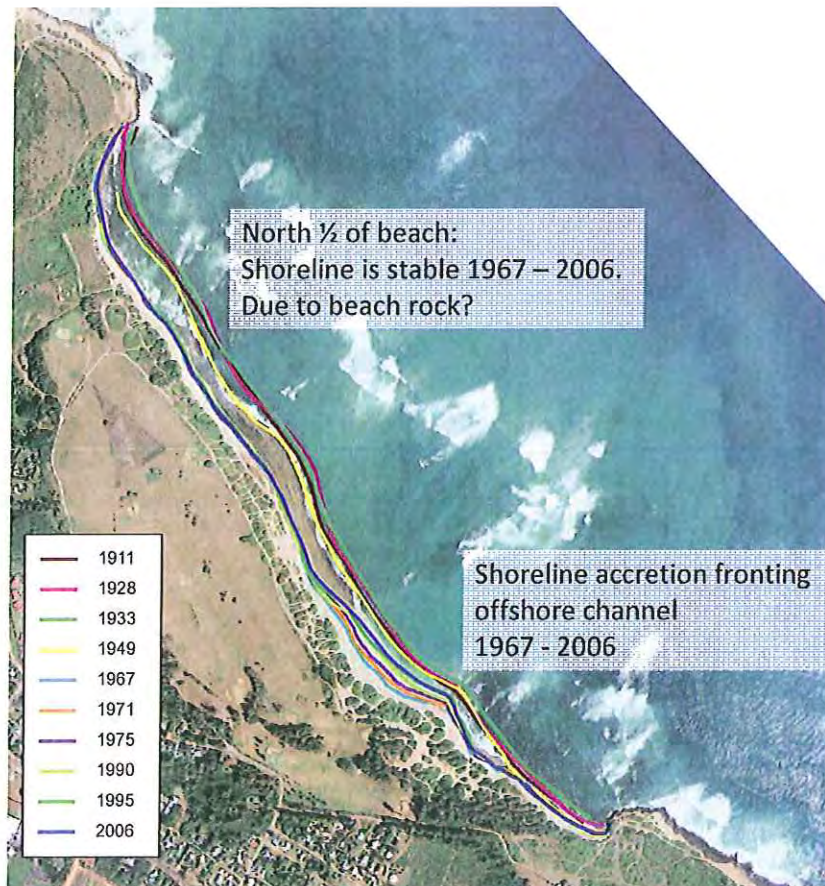 North ½ of beach:
Shoreline is stable 1967 – 2006.
Due to beach rock?
Shoreline accretion fronting
offshore channel
1967 - 2006
1911
1928
1933
1949
1967
1971
1975
1990
1995
2006